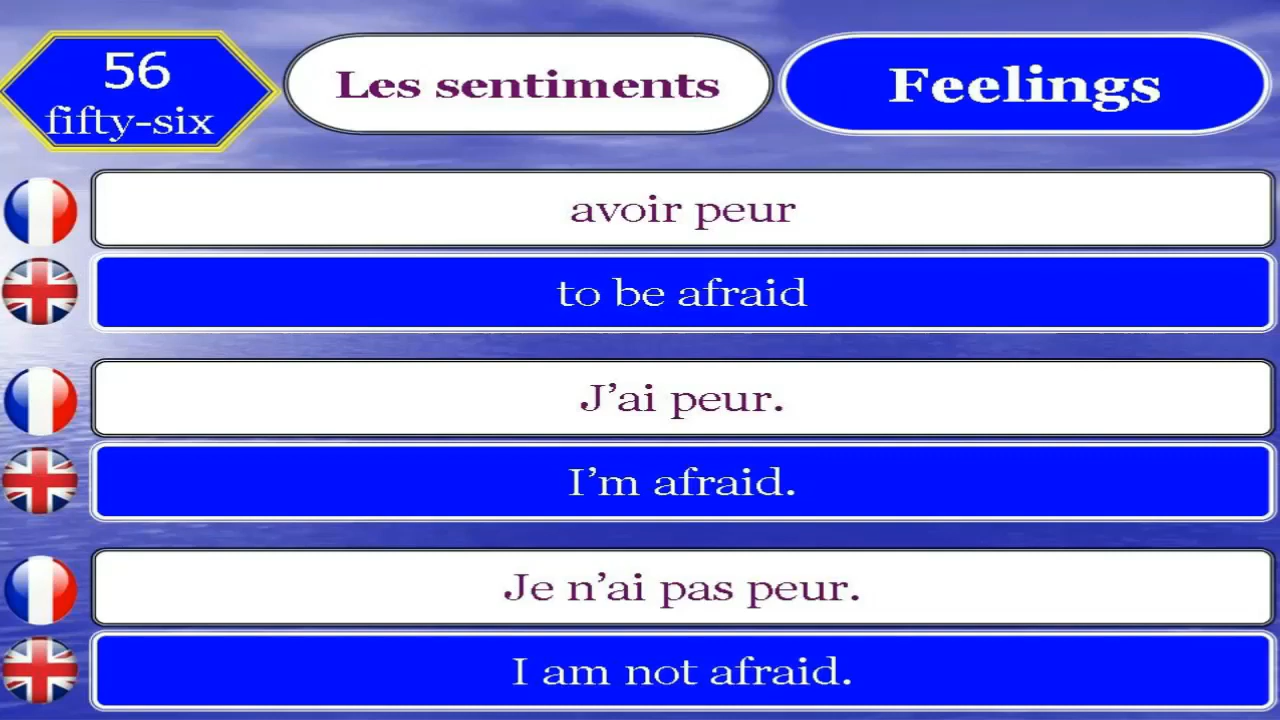 56
fifty-six
Les sentiments
Feelings
avoir peur
to be afraid
J’ai peur.
I’m afraid.
Je n’ai pas peur.
I am not afraid.